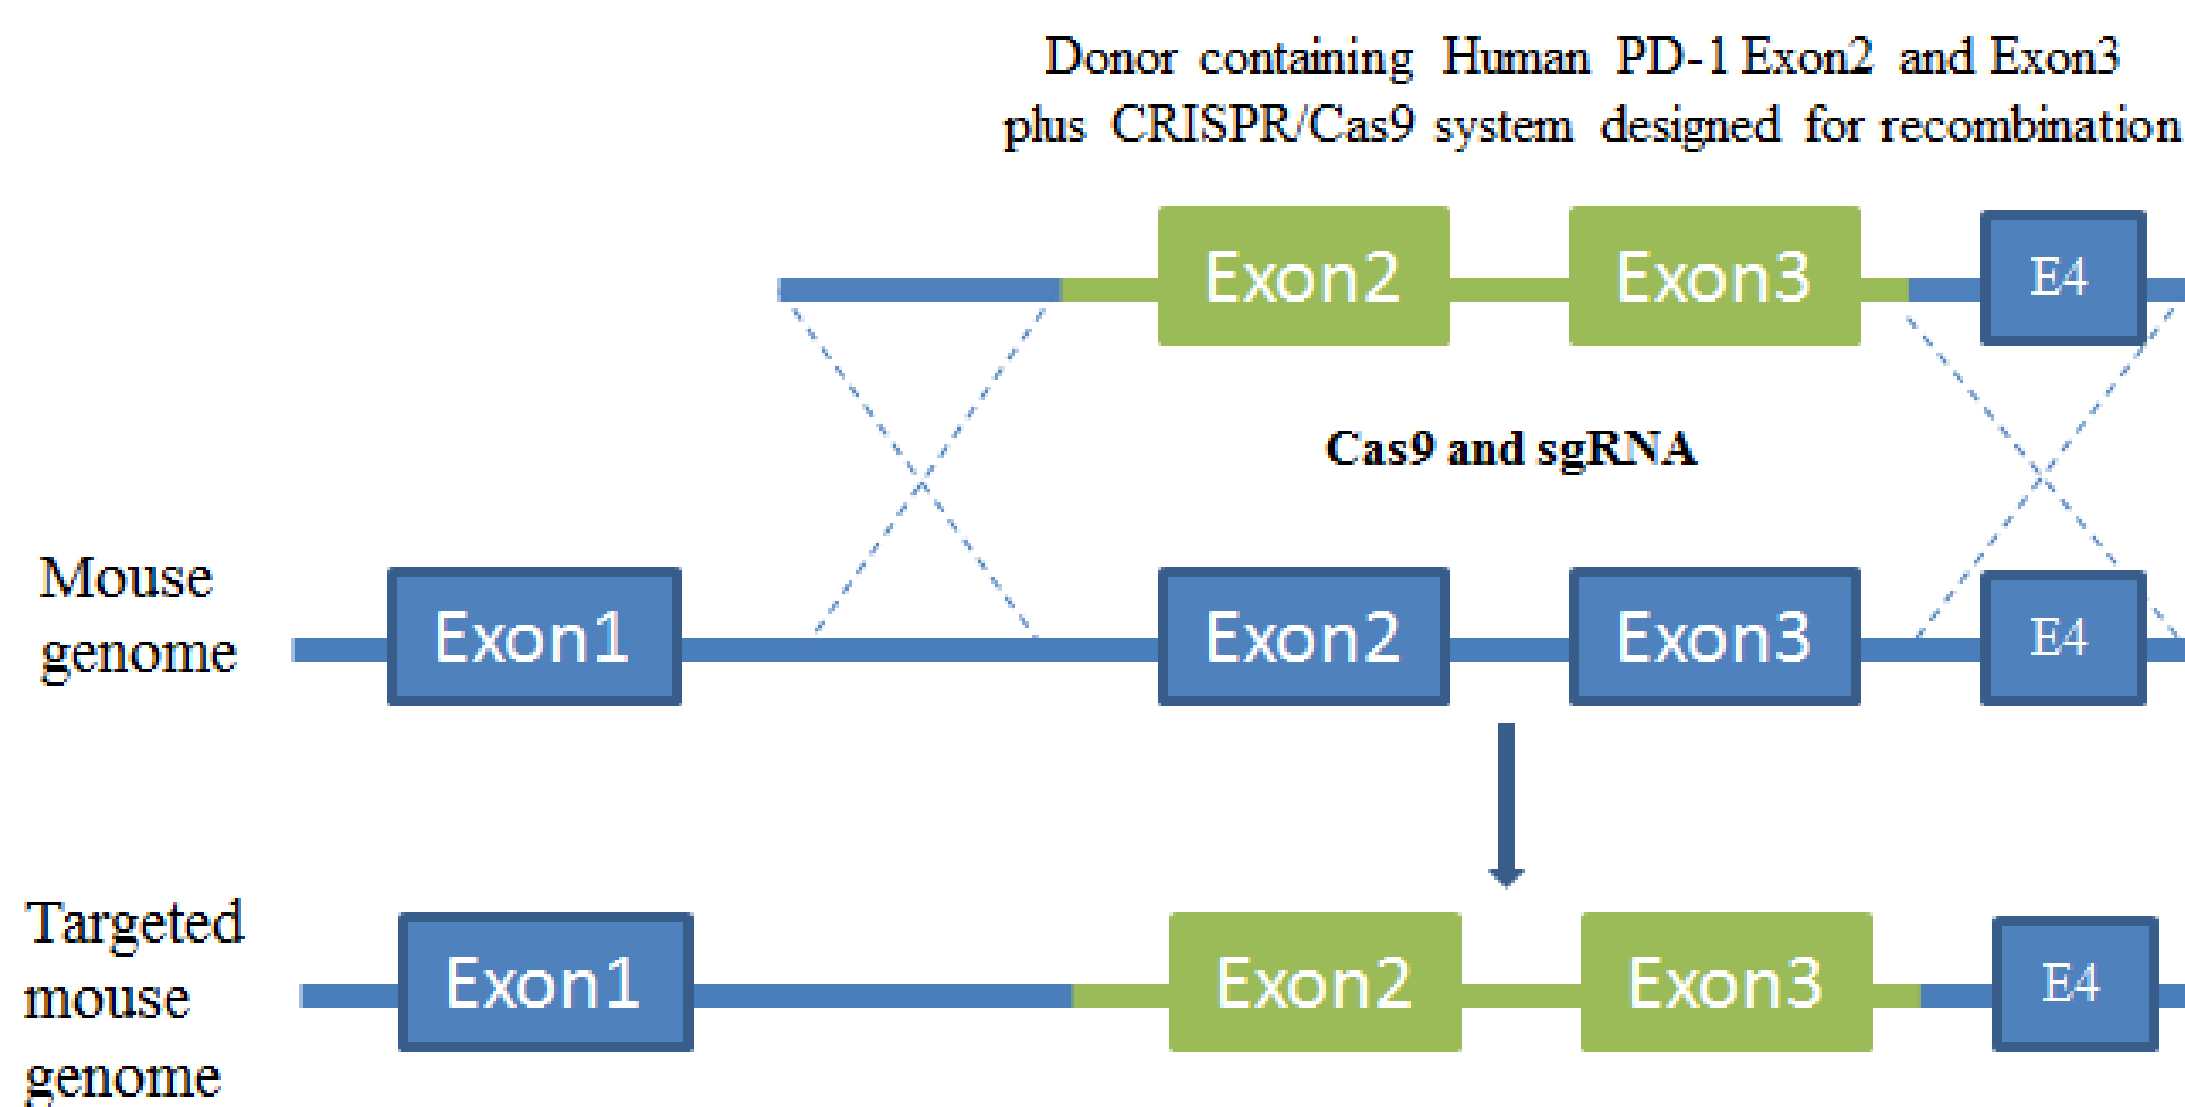 Donor containing Human PD-1 Exon2 and Exon3
plus CRISPR/Cas9 system designed for recombination
Exon2 Exon3 E4
Cas9 and sgRNA
Mouse
genome
Exon1 Exon2 Exon3 E4
Targeted
mouse
genome
Exon1 Exon2 Exon3 E4